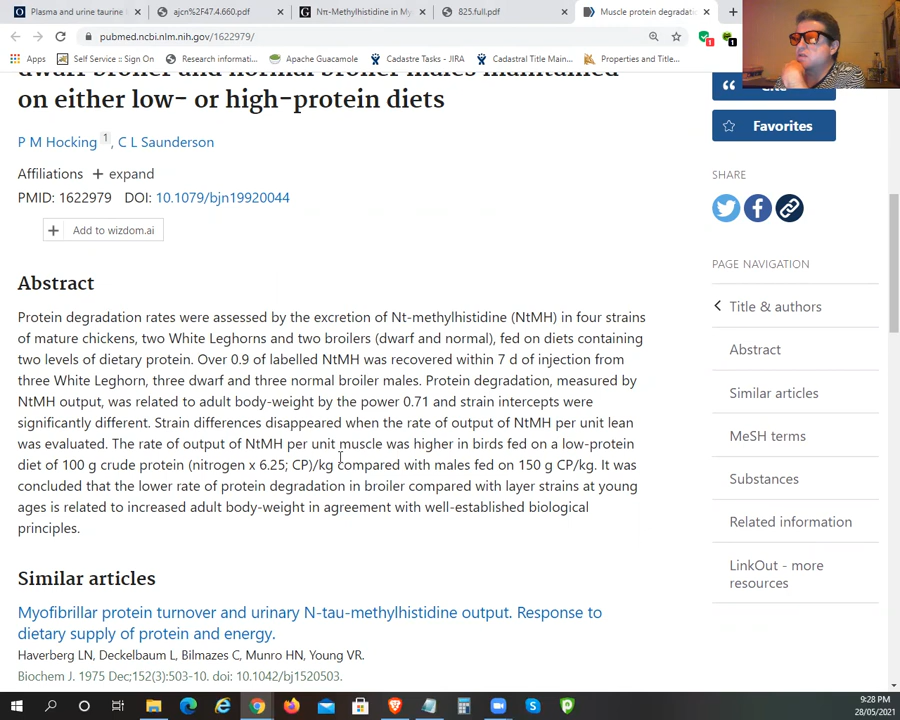 Plasma and urine taurine
ajcn%2F47.4.660.pdf
Nτ-Methylhistidine in My
825.full.pdf
Muscle protein degradatio
pubmed.ncbi.nlm.nih.gov/1622979/
Apps
Self Service :: Sign On
Research informati...
Apache Guacamole
Cadastre Tasks - JIRA
Cadastral Title Main...
Properties and Title...
dwarf broiler and normal broiler males maintained
on either low- or high-protein diets
P M Hocking 1, C L Saunderson
Affiliations + expand
PMID: 1622979 DOI: 10.1079/bjn19920044
+ Add to wizdom.ai
Abstract
Protein degradation rates were assessed by the excretion of Nt-methylhistidine (NtMH) in four strains
of mature chickens, two White Leghorns and two broilers (dwarf and normal), fed on diets containing
two levels of dietary protein. Over 0.9 of labelled NtMH was recovered within 7 d of injection from
three White Leghorn, three dwarf and three normal broiler males. Protein degradation, measured by
NtMH output, was related to adult body-weight by the power 0.71 and strain intercepts were
significantly different. Strain differences disappeared when the rate of output of NtMH per unit lean
was evaluated. The rate of output of NtMH per unit muscle was higher in birds fed on a low-protein
diet of 100 g crude protein (nitrogen x 6.25; CP)/kg compared with males fed on 150 g CP/kg. It was
concluded that the lower rate of protein degradation in broiler compared with layer strains at young
ages is related to increased adult body-weight in agreement with well-established biological
principles.
Similar articles
Myofibrillar protein turnover and urinary N-tau-methylhistidine output. Response to
dietary supply of protein and energy.
Haverberg LN, Deckelbaum L, Bilmazes C, Munro HN, Young VR.
Biochem J. 1975 Dec;152(3):503-10. doi: 10.1042/bj1520503.
Cite
Favorites
SHARE
PAGE NAVIGATION
Title & authors
Abstract
Similar articles
MeSH terms
Substances
Related information
LinkOut - more
resources
9:28 PM
28/05/2021